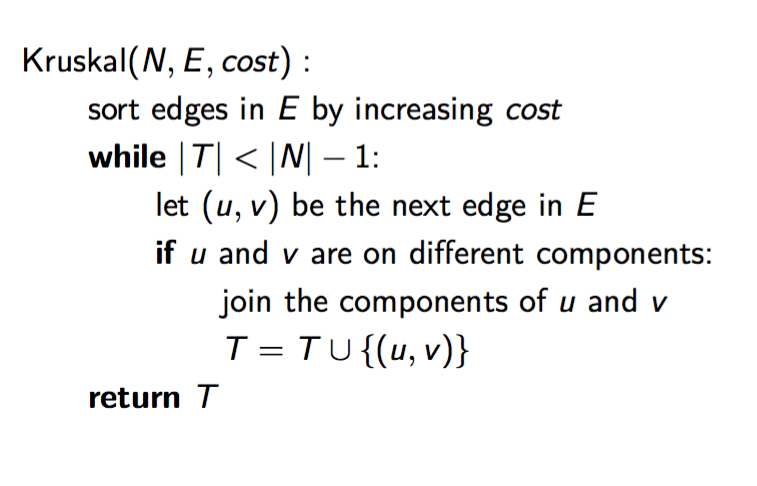 Kruskal(N, E, cost) :
sort edges in E by increasing cost
while |T| < |N| − 1:
let (u, v) be the next edge in E
if u and v are on different components:
join the components of u and v
T = T ∪ {(u, v)}
return T